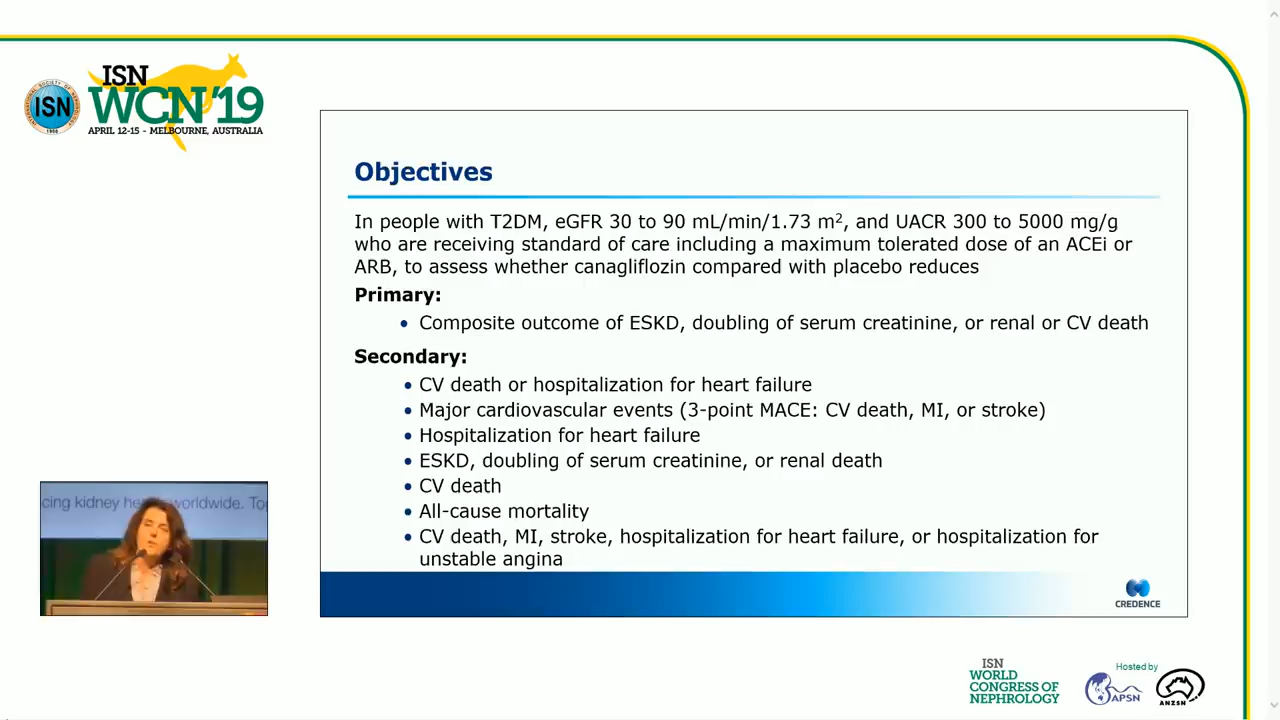 ISN
WCN'19
APRIL 12-15 - MELBOURNE, AUSTRALIA
ISN
Objectives
In people with T2DM, eGFR 30 to 90 mL/min/1.73 m², and UACR 300 to 5000 mg/g
who are receiving standard of care including a maximum tolerated dose of an ACEi or
ARB, to assess whether canagliflozin compared with placebo reduces
Primary:
• Composite outcome of ESKD, doubling of serum creatinine, or renal or CV death
Secondary:
• CV death or hospitalization for heart failure
• Major cardiovascular events (3-point MACE: CV death, MI, or stroke)
• Hospitalization for heart failure
• ESKD, doubling of serum creatinine, or renal death
• CV death
• All-cause mortality
• CV death, MI, stroke, hospitalization for heart failure, or hospitalization for
unstable angina
CREDENCE
cing kidney he worldwide. To
ISN
WORLD
CONGRESS OF
NEPHROLOGY
Hosted by
APSN
ANZSN